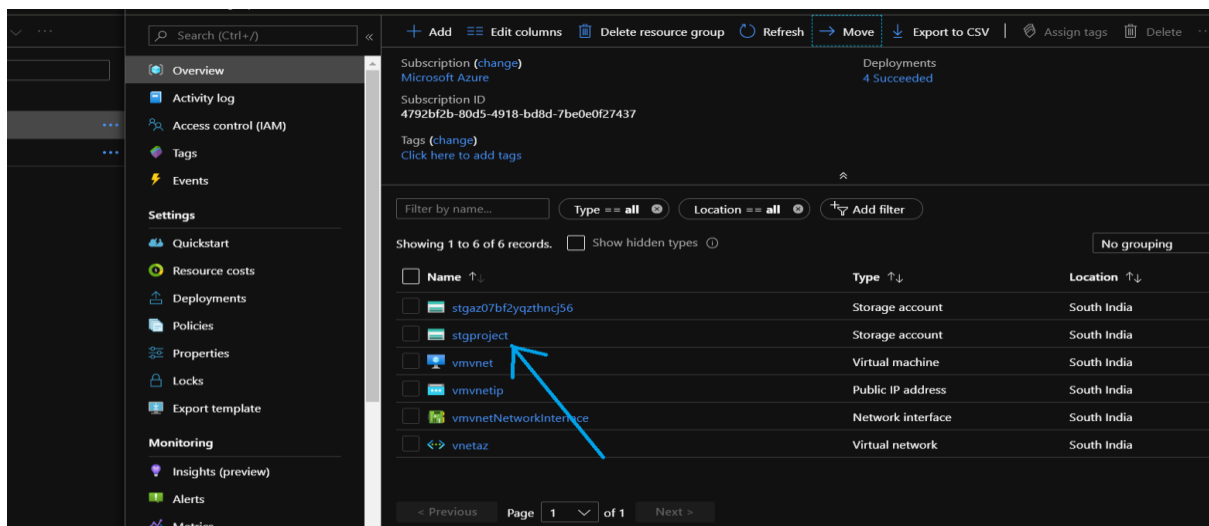 Search (Ctrl+/)
Overview
Activity log
Access control (IAM)
Tags
Events
Settings
Quickstart
Resource costs
Deployments
Policies
Properties
Locks
Export template
Monitoring
Insights (preview)
Alerts
Add Edit columns Delete resource group Refresh Move Export to CSV Assign tags Delete
Subscription (change)
Microsoft Azure
Deployments
4 Succeeded
Subscription ID
4792bf2b-80d5-4918-bd8d-7be0e0f27437
Tags (change)
Click here to add tags
Filter by name... Type == all Location == all Add filter
Showing 1 to 6 of 6 records. Show hidden types No grouping
Name Type Location
stgaz07bf2yqzthncj56 Storage account South India
stgproject Storage account South India
vmvnet Virtual machine South India
vmvnetip Public IP address South India
vmvnetNetworkInterface Network interface South India
vnetaz Virtual network South India
< Previous Page 1 of 1 Next >